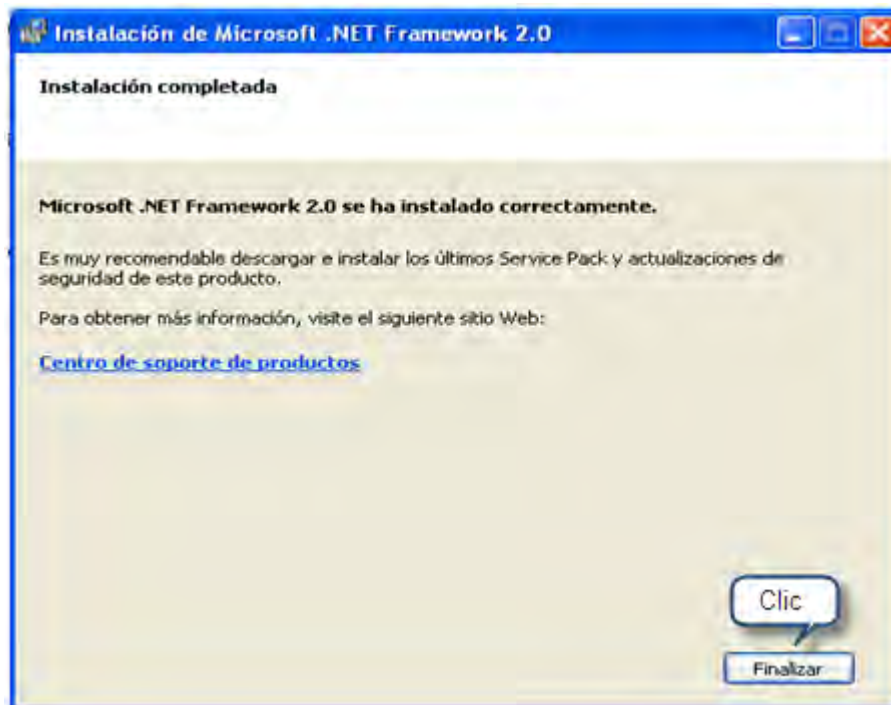 Instalación de Microsoft .NET Framework 2.0
Instalación completada
Microsoft .NET Framework 2.0 se ha instalado correctamente.
Es muy recomendable descargar e instalar los últimos Service Pack y actualizaciones de
seguridad de este producto.
Para obtener más información, visite el siguiente sitio Web:
Centro de soporte de productos
Clic
Finalizar